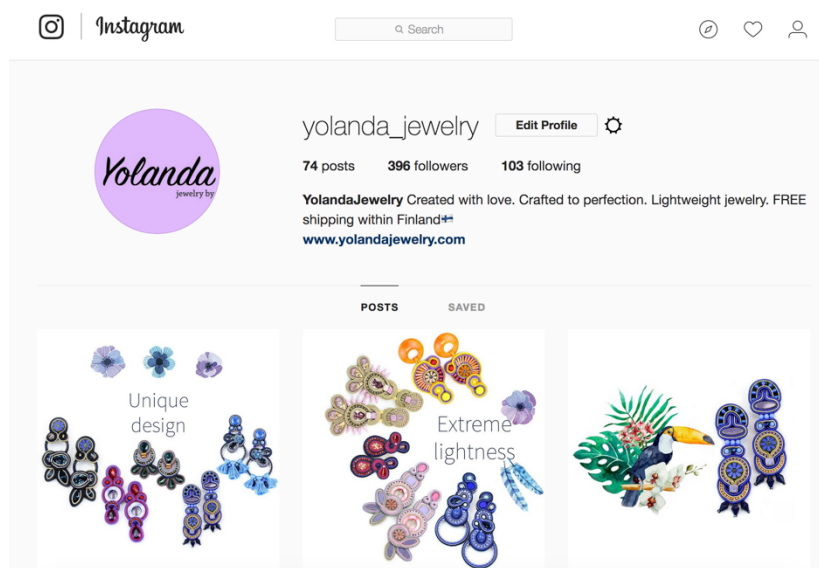 Instagram
Search
Yolanda
jewelry by
yolanda_jewelry Edit Profile
74 posts 396 followers 103 following
YolandaJewelry Created with love. Crafted to perfection. Lightweight jewelry. FREE
shipping within Finland🇫🇮
www.yolandajewelry.com
POSTS SAVED
Unique
design
Extreme
lightness